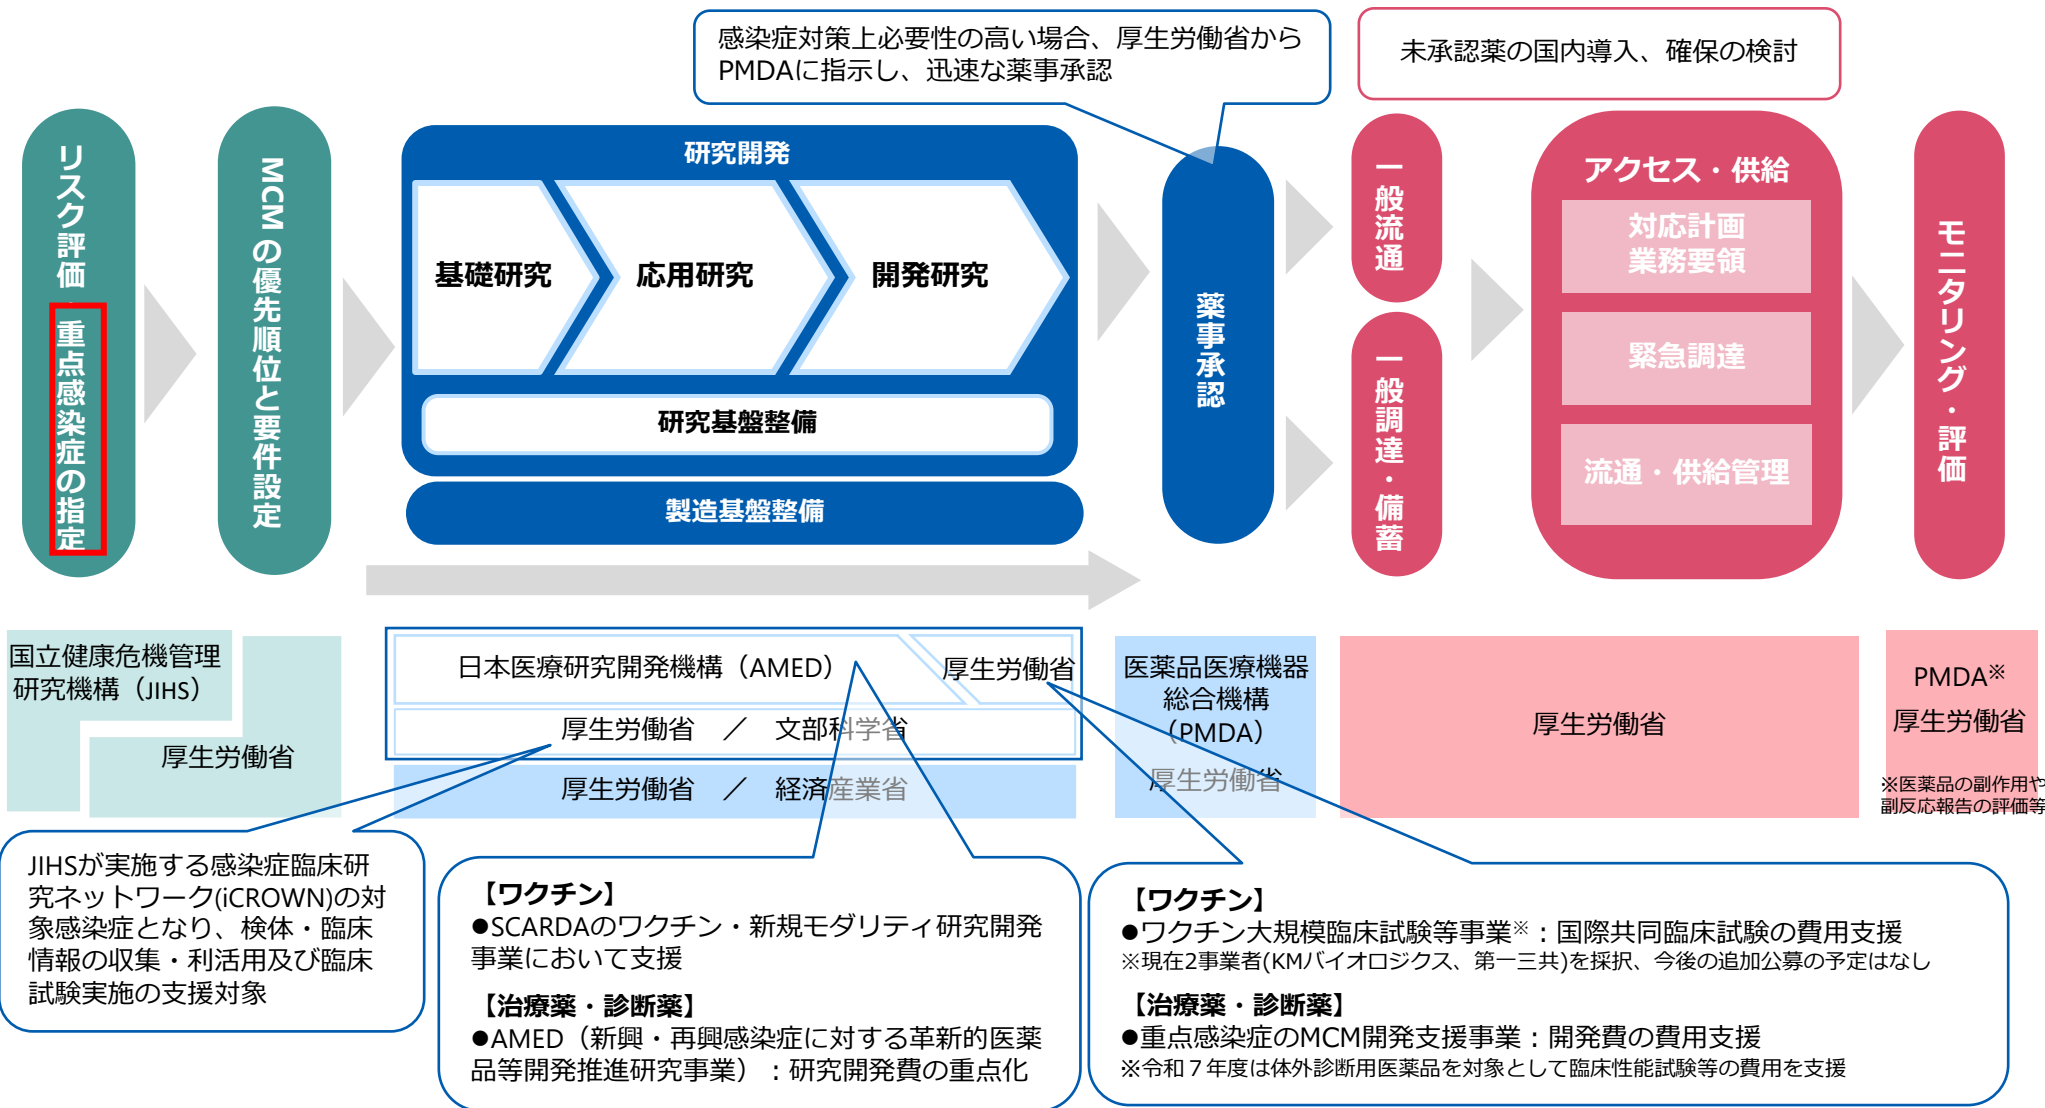 感染症対策上必要性の高い場合、厚生労働省から
PMDAに指示し、迅速な薬事承認
未承認薬の国内導入、確保の検討
リスク評価・重点感染症の指定
MCMの優先順位と要件設定
研究開発
基礎研究
応用研究
開発研究
研究基盤整備
製造基盤整備
薬事承認
一般流通
一般調達・備蓄
アクセス・供給
対応計画
業務要領
緊急調達
流通・供給管理
モニタリング・評価
国立健康危機管理
研究機構（JIHS）
厚生労働省
日本医療研究開発機構（AMED）
厚生労働省
厚生労働省　／　文部科学省
厚生労働省　／　経済産業省
医薬品医療機器
総合機構
（PMDA）
厚生労働省
厚生労働省
PMDA※
厚生労働省
※医薬品の副作用や
副反応報告の評価等
JIHSが実施する感染症臨床研
究ネットワーク(iCROWN)の対
象感染症となり、検体・臨床
情報の収集・利活用及び臨床
試験実施の支援対象
【ワクチン】
●SCARDAのワクチン・新規モダリティ研究開発
事業において支援
【治療薬・診断薬】
●AMED（新興・再興感染症に対する革新的医薬
品等開発推進研究事業）：研究開発費の重点化
【ワクチン】
●ワクチン大規模臨床試験等事業※：国際共同臨床試験の費用支援
※現在2事業者(KMバイオロジクス、第一三共)を採択、今後の追加公募の予定はなし
【治療薬・診断薬】
●重点感染症のMCM開発支援事業：開発費の費用支援
※令和７年度は体外診断用医薬品を対象として臨床性能試験等の費用を支援